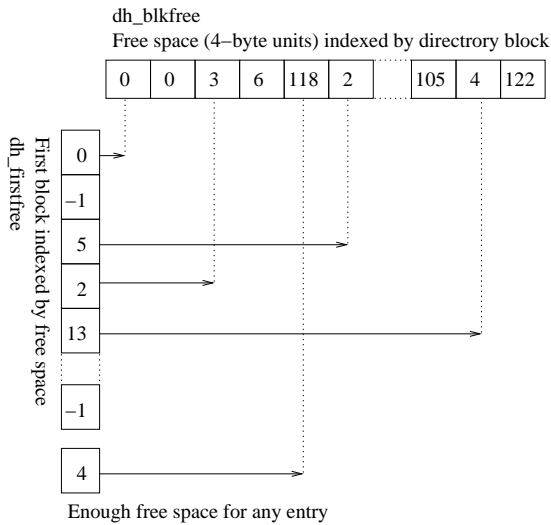 dh_blkfree
Free space (4−byte units) indexed by directrory block
0 0 3 6 118 2 105 4 122
First block indexed by free space
dh_firstfree
0
−1
5
2
13
−1
4
Enough free space for any entry